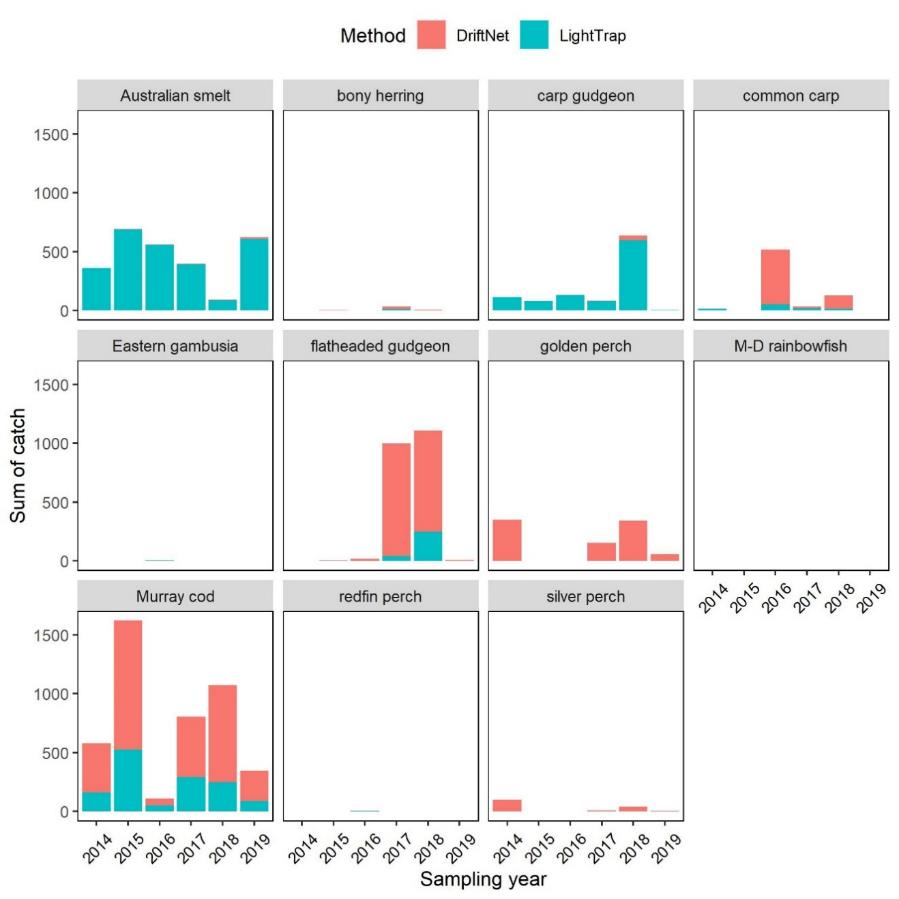 Method DriftNet LightTrap
Australian smelt bony herring carp gudgeon common carp
1500
1000
500
0
Eastern gambusia flatheaded gudgeon golden perch M-D rainbowfish
1500
1000
500
0
2014 2015 2016 2017 2018 2019
Murray cod redfin perch silver perch
1500
1000
500
0
2014 2015 2016 2017 2018 2019 2014 2015 2016 2017 2018 2019 2014 2015 2016 2017 2018 2019
Sum of catch
Sampling year